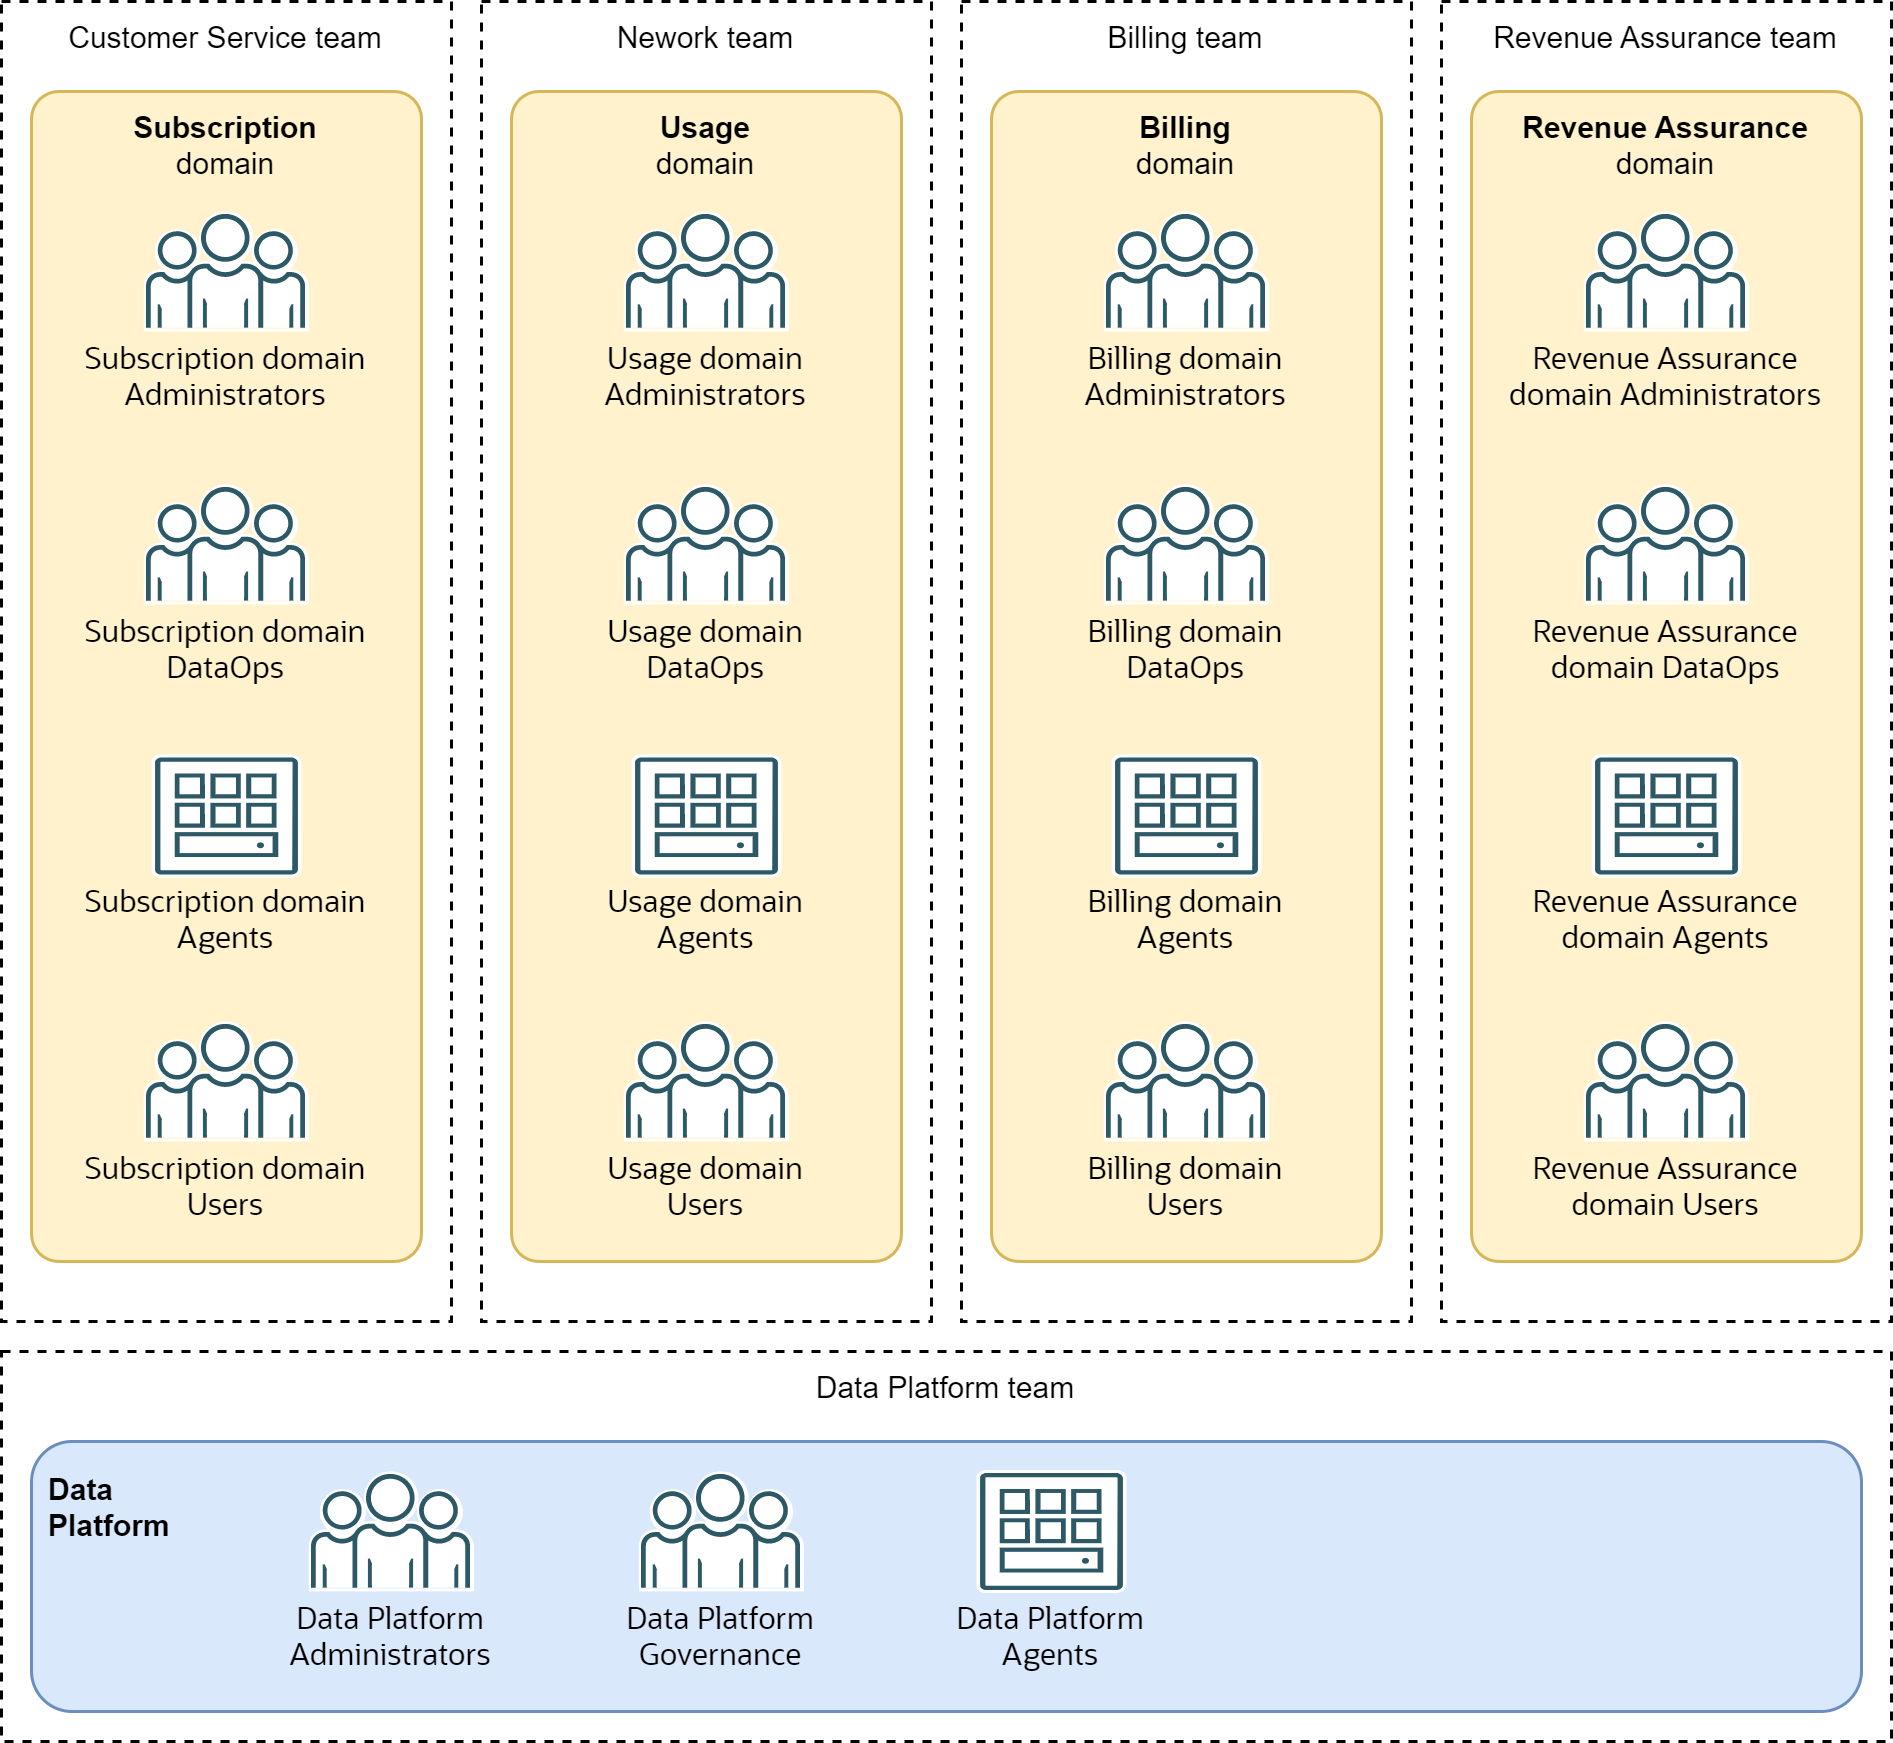 Customer Service team
Subscription
domain
Subscription domain
Administrators
Subscription domain
DataOps
Subscription domain
Agents
Subscription domain
Users
Nework team
Usage
domain
Usage domain
Administrators
Usage domain
DataOps
Usage domain
Agents
Usage domain
Users
Billing team
Billing
domain
Billing domain
Administrators
Billing domain
DataOps
Billing domain
Agents
Billing domain
Users
Revenue Assurance team
Revenue Assurance
domain
Revenue Assurance
domain Administrators
Revenue Assurance
domain DataOps
Revenue Assurance
domain Agents
Revenue Assurance
domain Users
Data Platform team
Data
Platform
Data Platform
Administrators
Data Platform
Governance
Data Platform
Agents